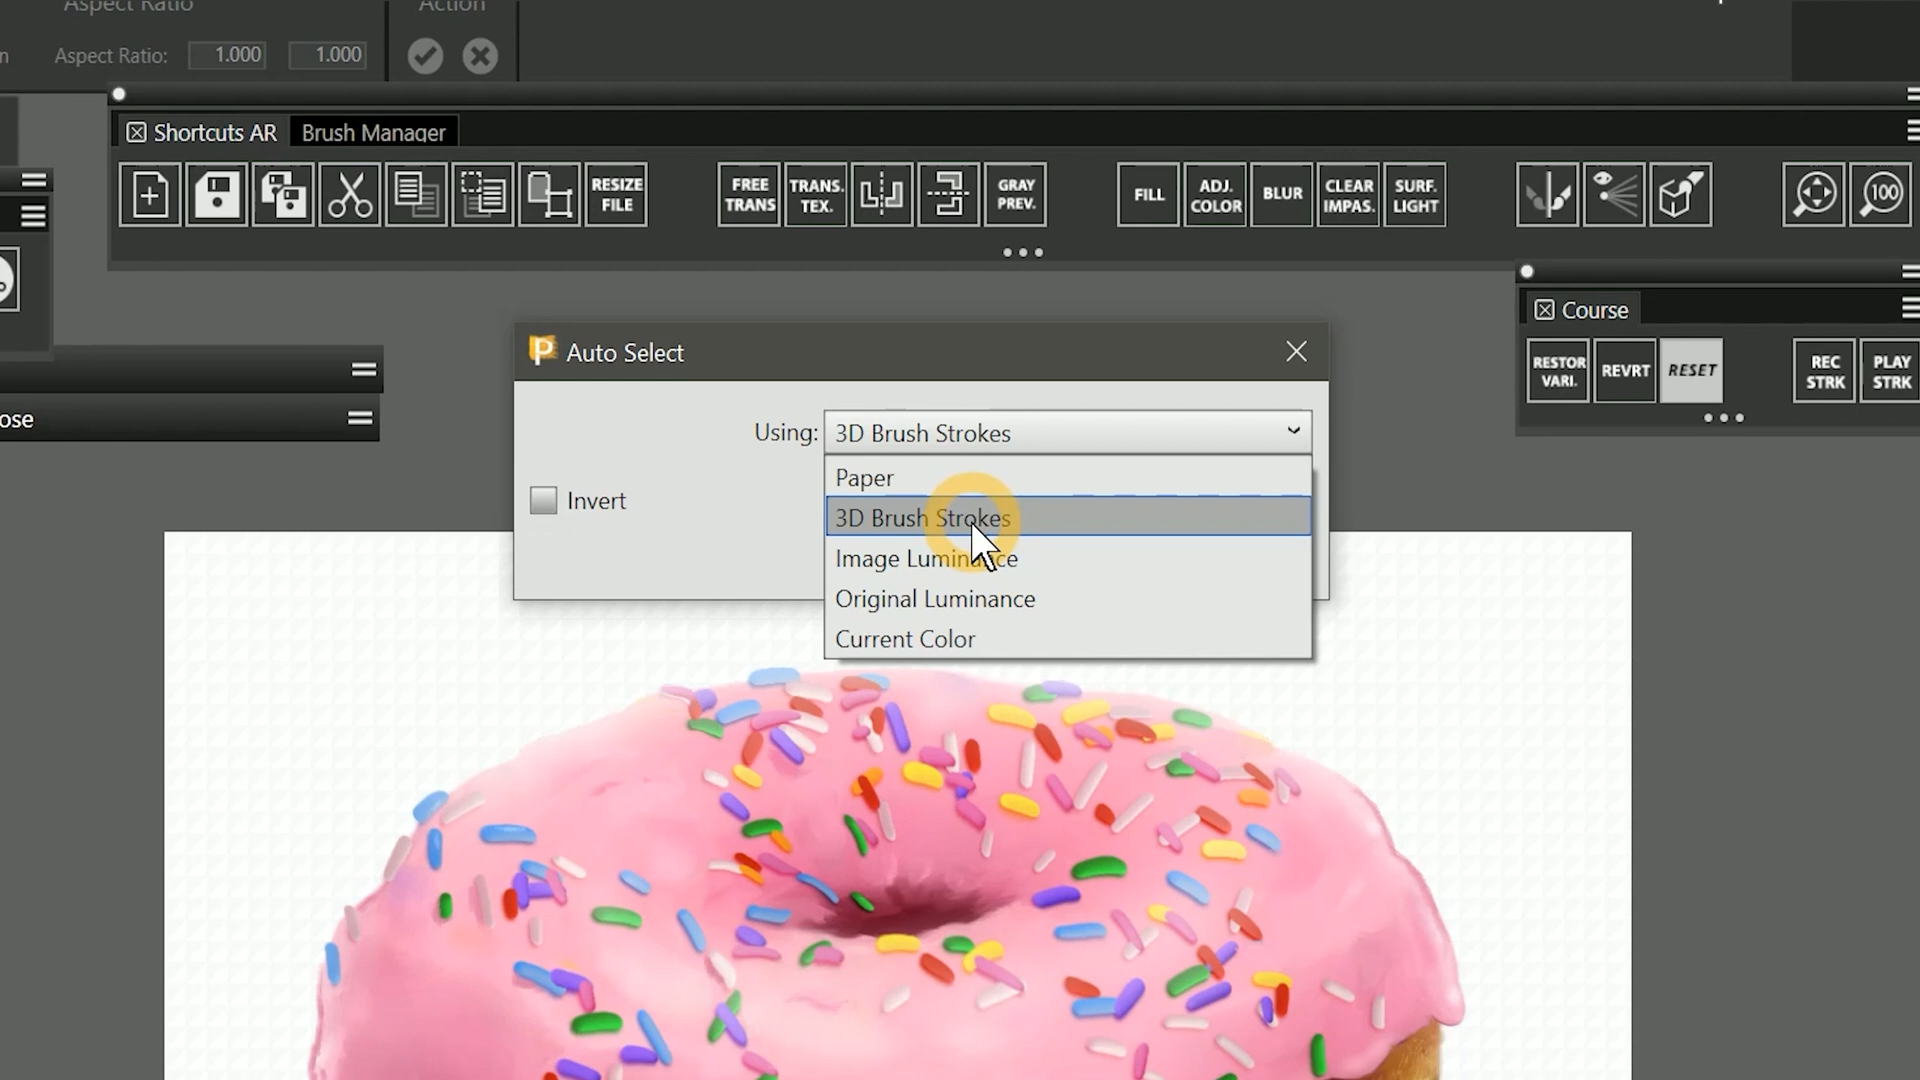 Aspect Ratio
Action
n
Aspect Ratio: 1.000 1.000
Shortcuts AR Brush Manager
RESIZE FILE
FREE TRANS
TRANS. TEX.
GRAY PREV.
FILL
ADJ. COLOR
BLUR
CLEAR IMPAS.
SURF. LIGHT
100
Course
RESTOR VARI.
REVRT
RESET
REC STRK
PLAY STRK
ose
Auto Select
Using: 3D Brush Strokes
Invert
Paper
3D Brush Strokes
Image Luminance
Original Luminance
Current Color